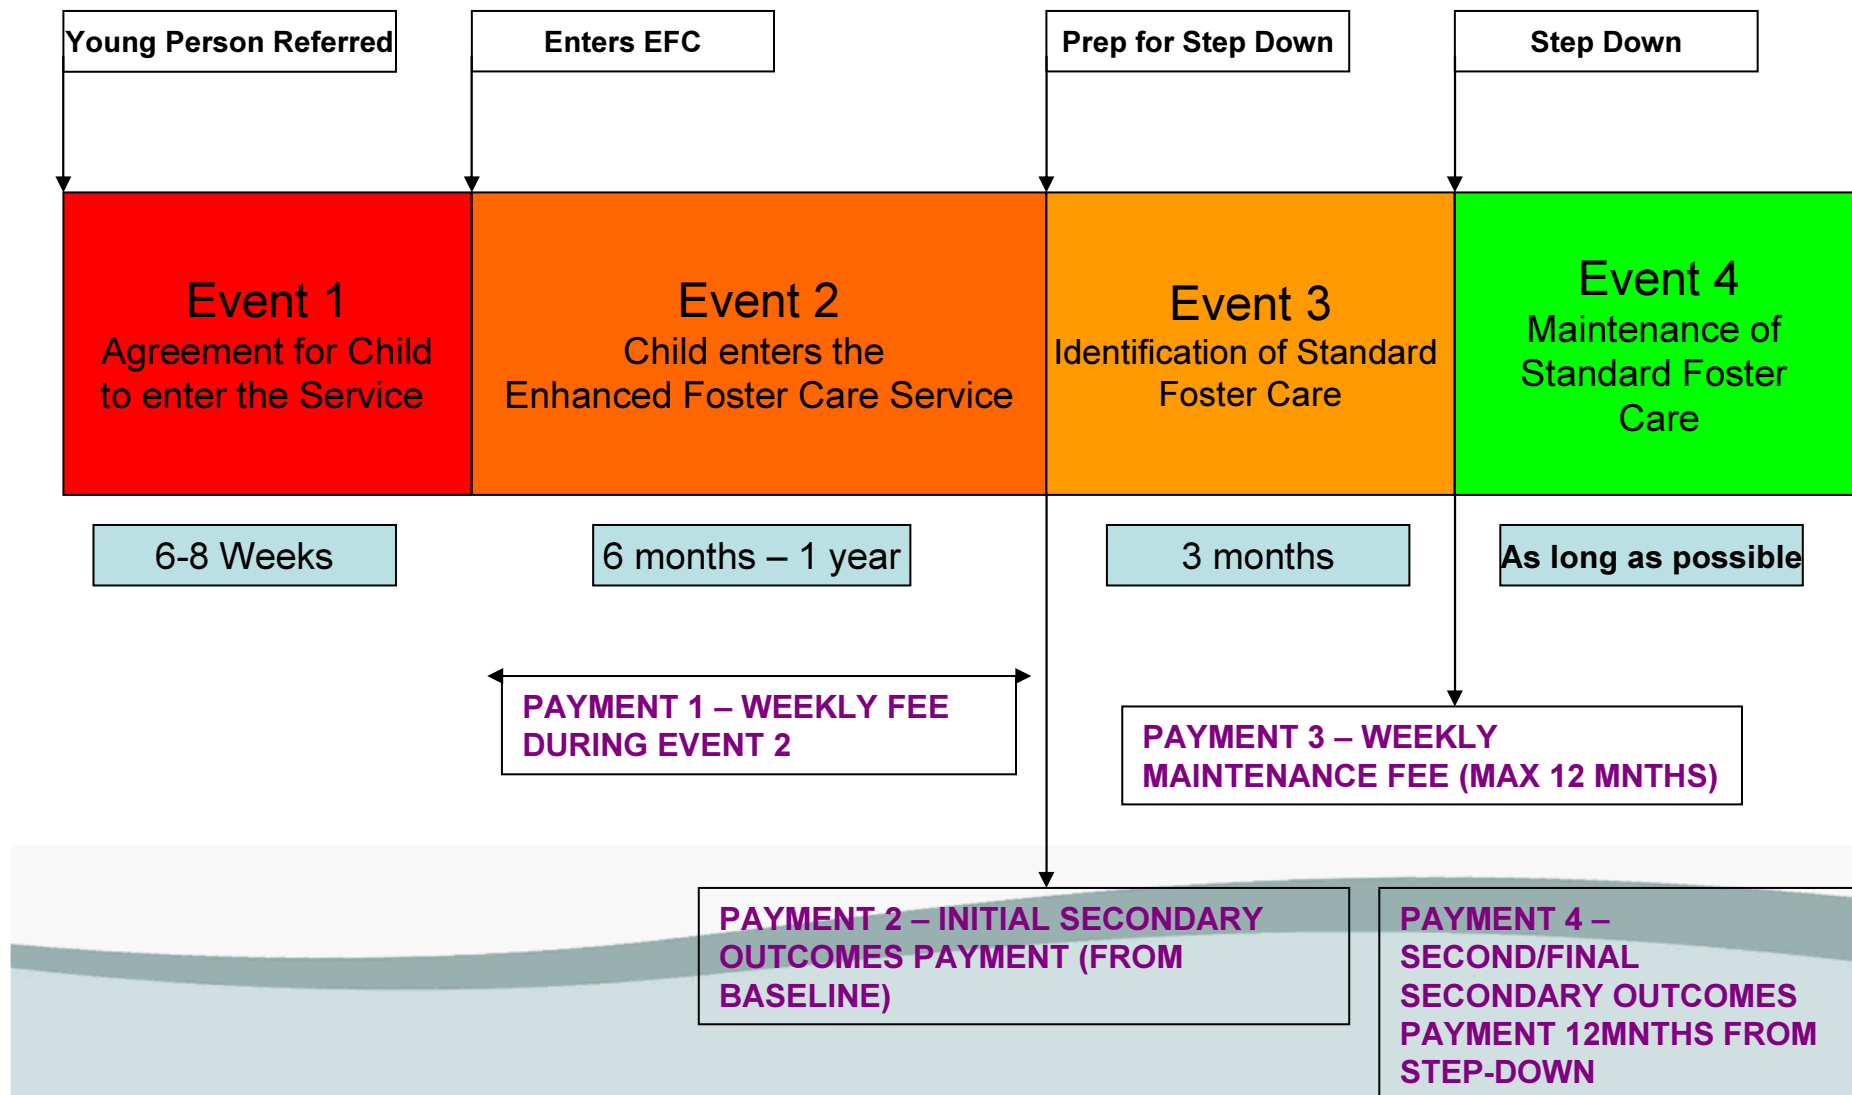 Young Person Referred
Enters EFC
Prep for Step Down
Step Down
Event 1
Agreement for Child
to enter the Service
Event 2
Child enters the
Enhanced Foster Care Service
Event 3
Identification of Standard
Foster Care
Event 4
Maintenance of
Standard Foster
Care
6-8 Weeks
6 months – 1 year
3 months
As long as possible
PAYMENT 1 – WEEKLY FEE
DURING EVENT 2
PAYMENT 3 – WEEKLY
MAINTENANCE FEE (MAX 12 MNTHS)
PAYMENT 2 – INITIAL SECONDARY
OUTCOMES PAYMENT (FROM
BASELINE)
PAYMENT 4 –
SECOND/FINAL
SECONDARY OUTCOMES
PAYMENT 12MNTHS FROM
STEP-DOWN